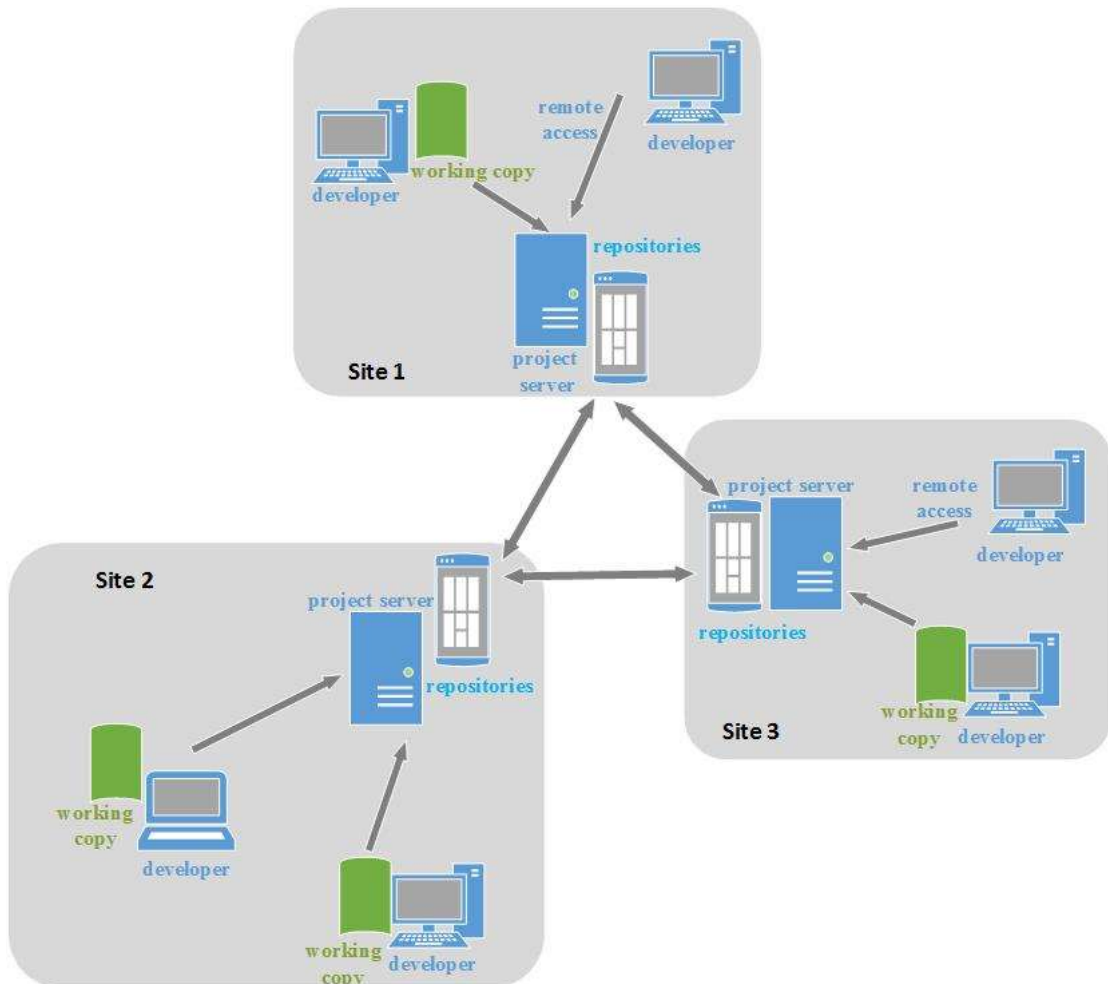 remote
access
developer
developer
working copy
repositories
project
server
Site 1
project server
remote
access
developer
repositories
working
copy
developer
Site 3
Site 2
project server
repositories
working
copy
developer
working
copy
developer